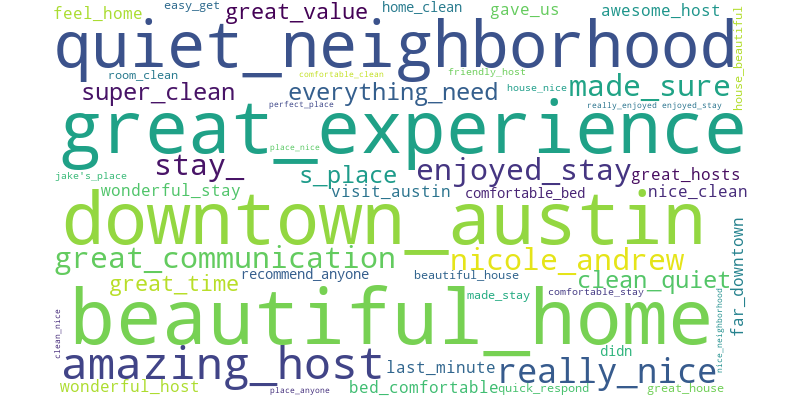 easy_get
home_clean
feel_home
great_value
gave_us
awesome_host
quiet_neighborhood
house_beautiful
room_clean
comfortable_clean
friendly_host
super_clean
everything_need
house_nice
made_sure
perfect_place
really_enjoyed
enjoyed_stay
great_experience
place_nice
stay_
s_place
enjoyed_stay
great_hosts
jake's_place
wonderful_stay
visit_austin
comfortable_bed
nice_clean
downtown_austin
far_downtown
great_communication
nicole_andrew
recommend_anyone
beautiful_house
clean_quiet
great_time
made_stay
comfortable_stay
beautiful_home
nice_neighborhood
clean_nice
didn
amazing_host
last_minute
really_nice
wonderful_host
place_anyone
bed_comfortable
quick_respond
great_house